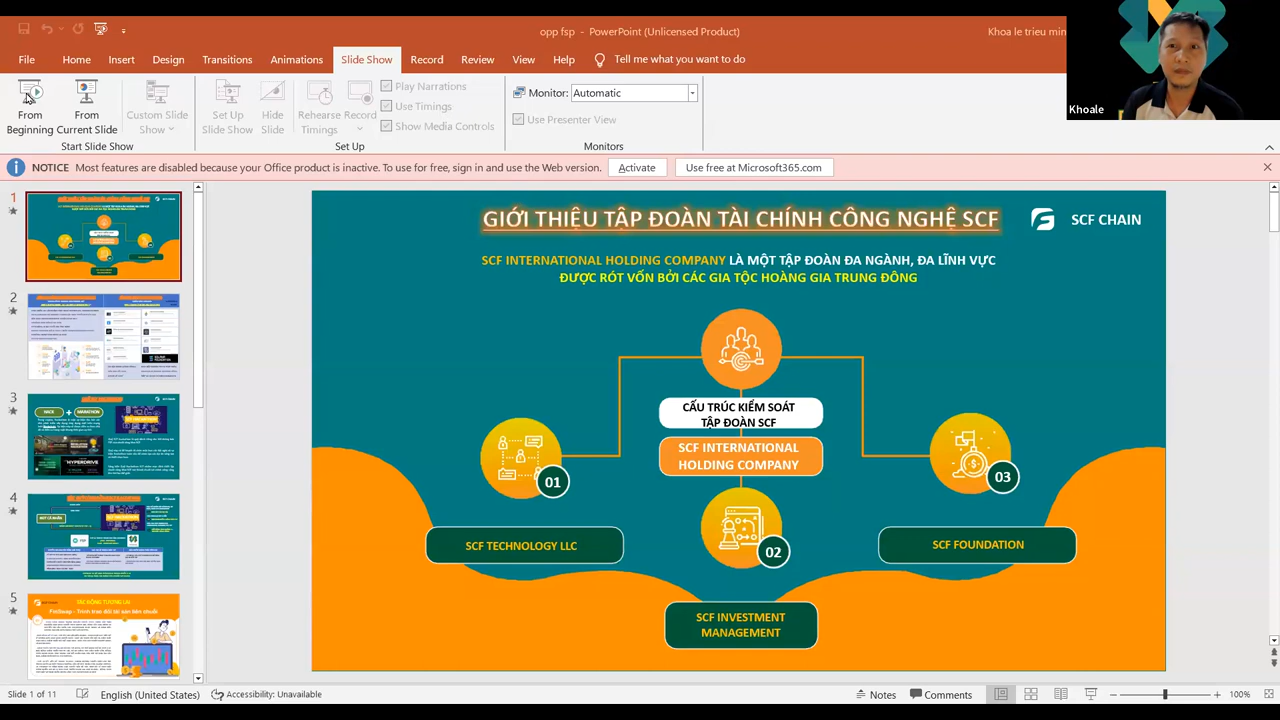 opp fsp - PowerPoint (Unlicensed Product)
Khoa le trieu min
File Home Insert Design Transitions Animations Slide Show Record Review View Help Tell me what you want to do
Khoale
From Beginning
From Current Slide
Custom Slide Show
Set Up Slide Show
Hide Slide
Rehearse Timings
Record
Play Narrations
Use Timings
Show Media Controls
Monitor: Automatic
Use Presenter View
Start Slide Show
Set Up
Monitors
NOTICE Most features are disabled because your Office product is inactive. To use for free, sign in and use the Web version. Activate Use free at Microsoft365.com
1
2
3
4
5
GIỚI THIỆU TẬP ĐOÀN TÀI CHÍNH CÔNG NGHỆ SCF
SCF CHAIN
SCF INTERNATIONAL HOLDING COMPANY LÀ MỘT TẬP ĐOÀN ĐA NGÀNH, ĐA LĨNH VỰC
ĐƯỢC RÓT VỐN BỞI CÁC GIA TỘC HOÀNG GIA TRUNG ĐÔNG
CẤU TRÚC KIỂM SOÁT
TẬP ĐOÀN SCF
SCF INTERNATIONAL
HOLDING COMPANY
01
SCF TECHNOLOGY LLC
02
SCF INVESTMENT
MANAGEMENT
03
SCF FOUNDATION
Slide 1 of 11 English (United States) Accessibility: Unavailable Notes Comments 100%